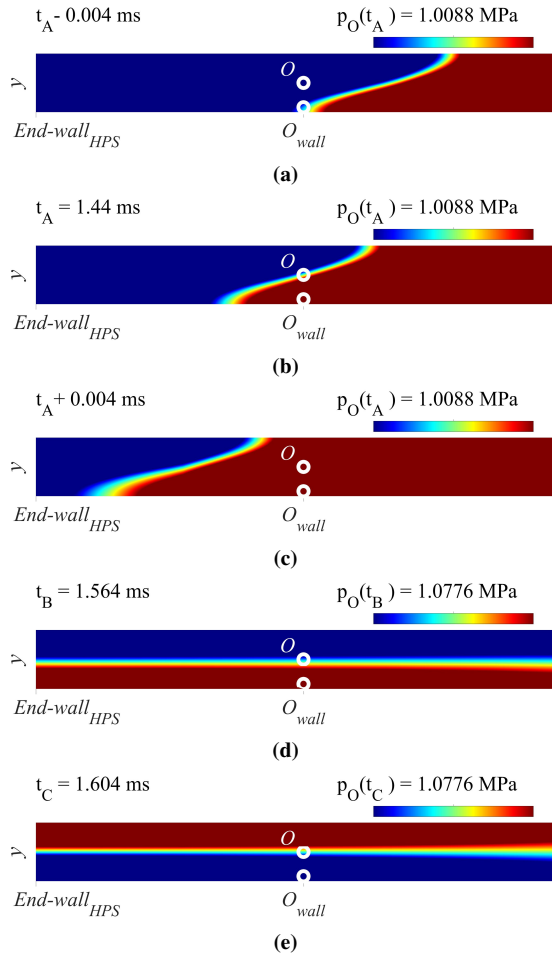 t_A - 0.004 ms p_O(t_A) = 1.0088 MPa
y
O
End-wall_HPS O_wall
(a)
t_A = 1.44 ms p_O(t_A) = 1.0088 MPa
y
O
End-wall_HPS O_wall
(b)
t_A + 0.004 ms p_O(t_A) = 1.0088 MPa
y
O
End-wall_HPS O_wall
(c)
t_B = 1.564 ms p_O(t_B) = 1.0776 MPa
y
O
End-wall_HPS O_wall
(d)
t_C = 1.604 ms p_O(t_C) = 1.0776 MPa
y
O
End-wall_HPS O_wall
(e)